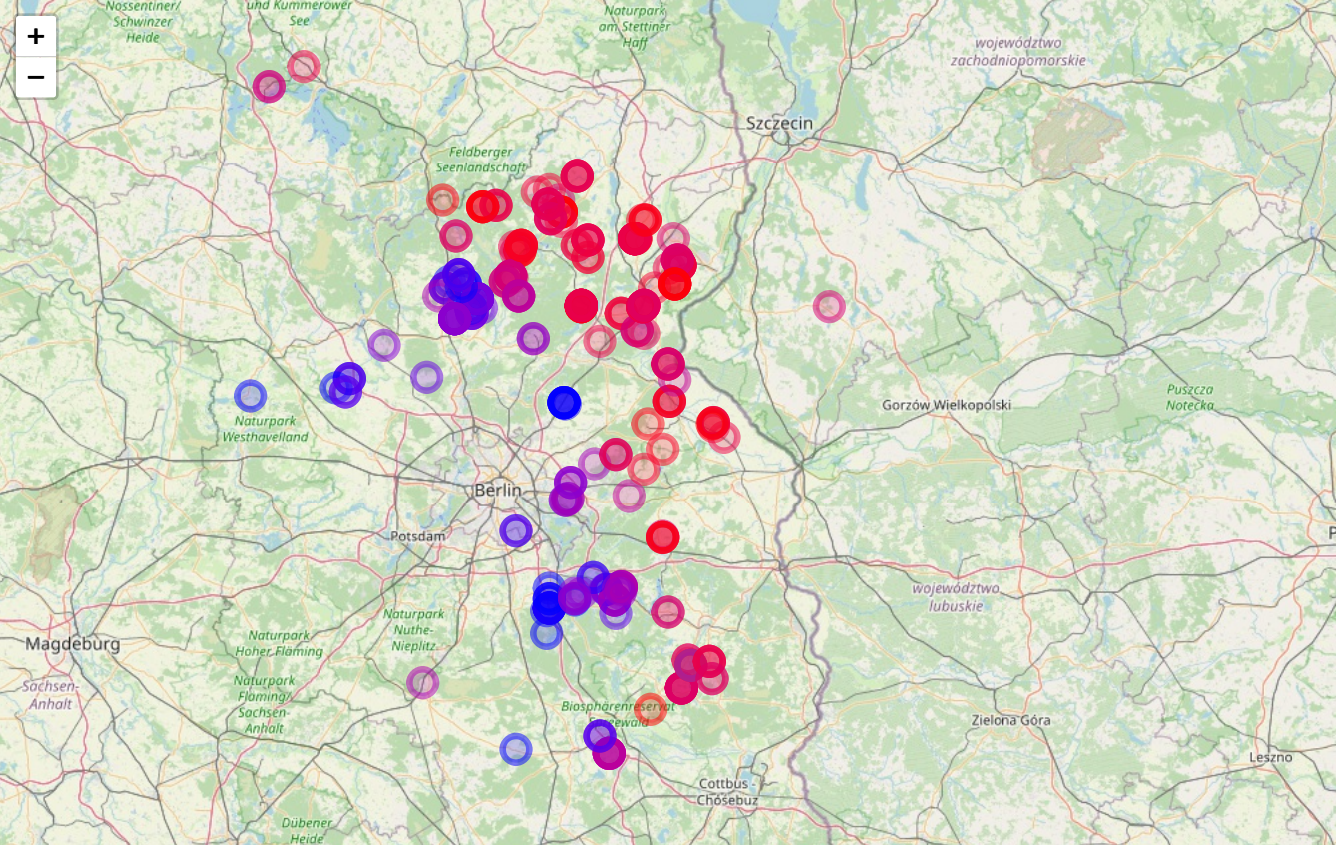 +
−
Nossentiner/
Schwinzer
Heide
und Kummerower
See
Naturpark
am Stettiner
Haff
województwo
zachodniopomorskie
Szczecin
Feldberger
Seenlandschaft
Naturpark
Westhavelland
Gorzów Wielkopolski
Puszcza
Notecka
Berlin
Potsdam
P
województwo
lubuskie
Magdeburg
Naturpark
Hoher Fläming
Naturpark
Nuthe-
Nieplitz
Sachsen-
Anhalt
Naturpark
Fläming/
Sachsen-
Anhalt
Biosphärenreservat
Zielona Góra
Leszno
Cottbus -
Chóśebuz
Dübener
Heide